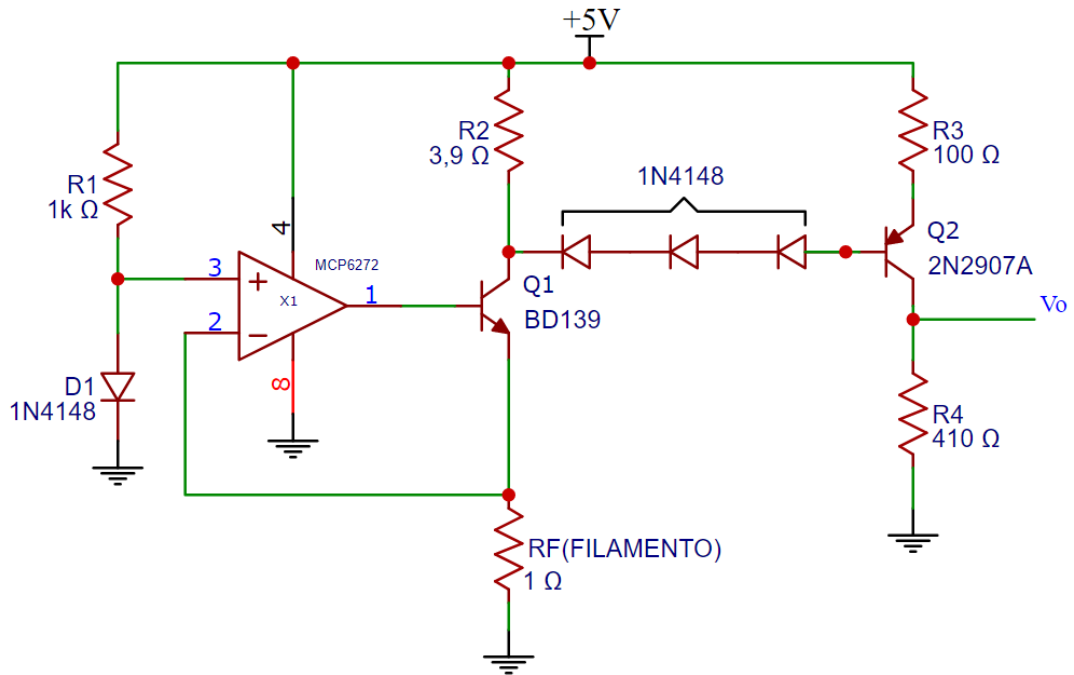 +5V
R1
1k Ω
R2
3,9 Ω
R3
100 Ω
1N4148
4
MCP6272
3
+
X1
1
2
−
8
Q1
BD139
Q2
2N2907A
Vo
D1
1N4148
R4
410 Ω
RF(FILAMENTO)
1 Ω